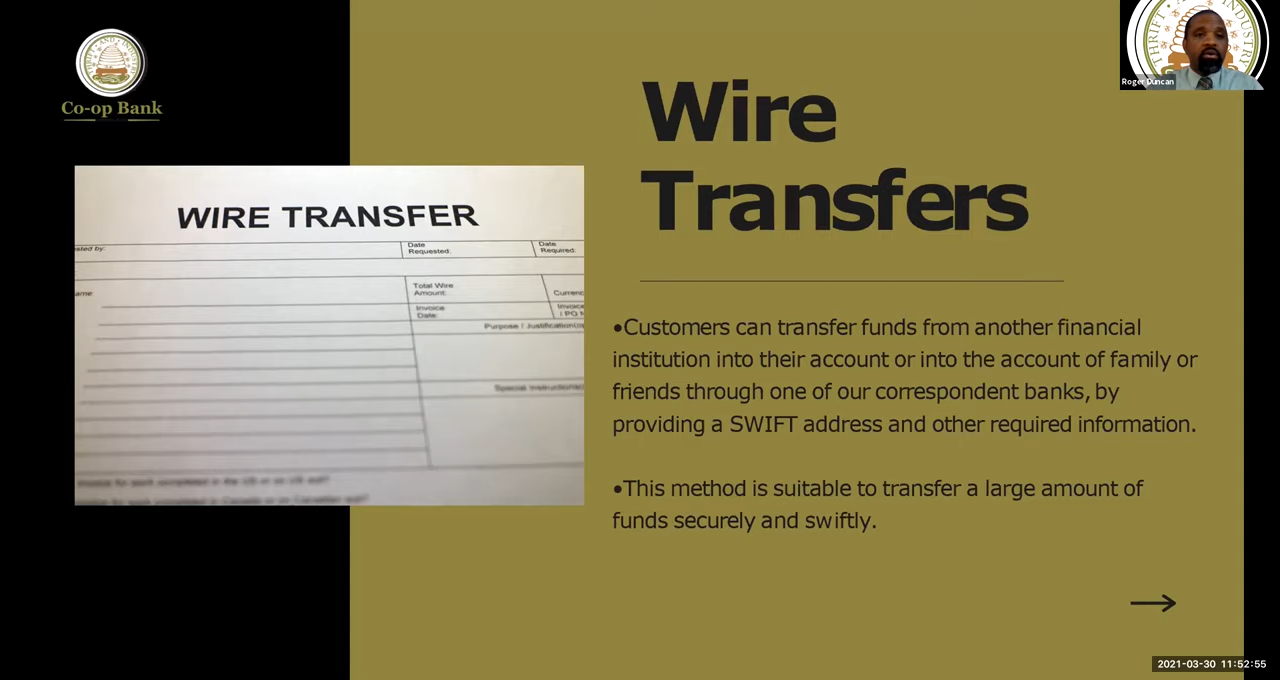 THRIFT AND INDUSTRY
Roger Duncan
Co-op Bank
Wire
Transfers
WIRE TRANSFER
Date
Requested:
Date
Required:
Total Wire
Amount:
Invoice
Date:
Purpose / Justification
Special Instructions
•Customers can transfer funds from another financial
institution into their account or into the account of family or
friends through one of our correspondent banks, by
providing a SWIFT address and other required information.
•This method is suitable to transfer a large amount of
funds securely and swiftly.
2021-03-30 11:52:55